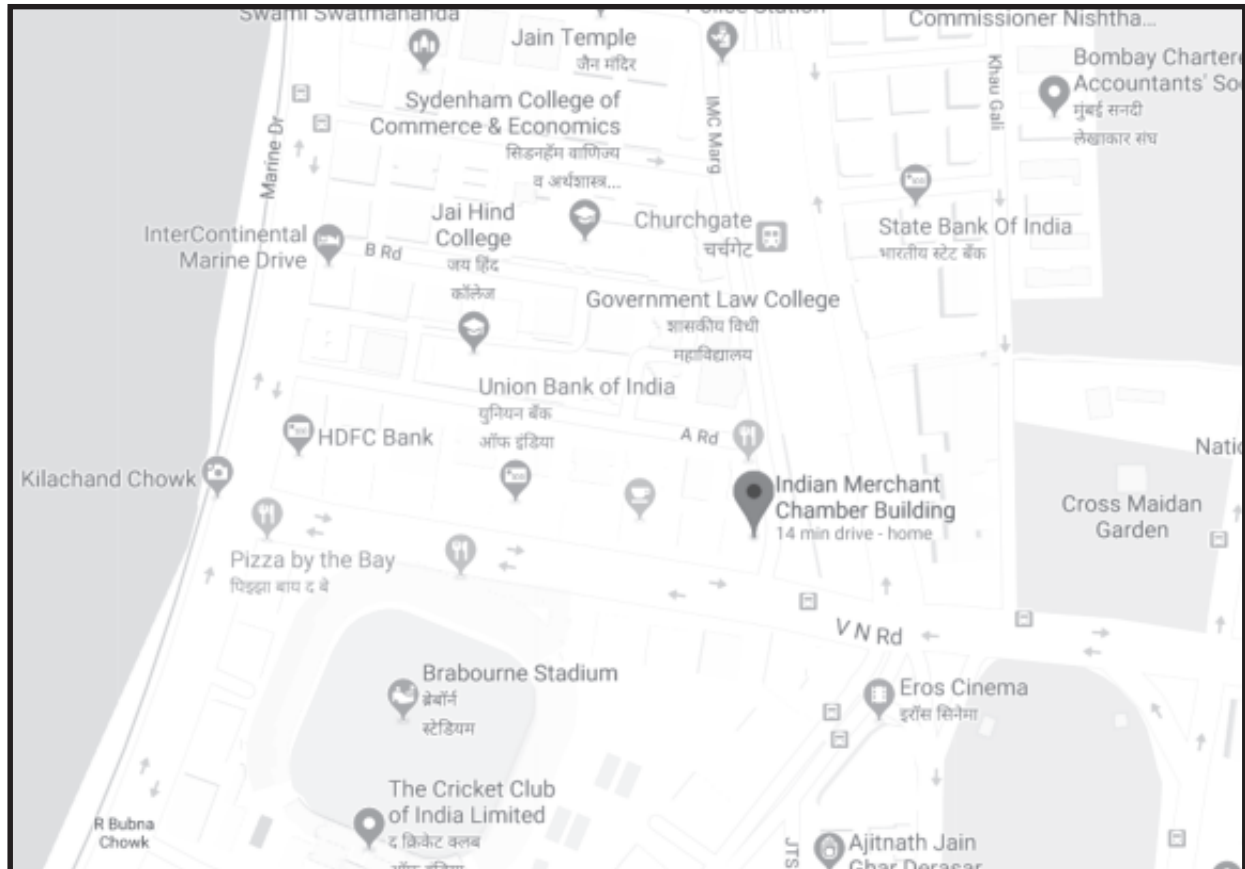 Swami Swatmananda
Police Station
Commissioner Nishtha...
Jain Temple
जैन मंदिर
Bombay Chartere
Accountants' Soc
मुंबई सनदी
लेखाकार संघ
Khau Gali
IMC Marg
Marine Dr
Sydenham College of
Commerce & Economics
सिडनहॅम वाणिज्य
व अर्थशास्त्र...
Jai Hind
College
जय हिंद
कॉलेज
Churchgate
चर्चगेट
State Bank Of India
भारतीय स्टेट बँक
InterContinental
Marine Drive
B Rd
Government Law College
शासकीय विधी
महाविद्यालय
Union Bank of India
युनियन बँक
ऑफ इंडिया
A Rd
HDFC Bank
Natio
Kilachand Chowk
Indian Merchant
Chamber Building
14 min drive - home
Cross Maidan
Garden
Pizza by the Bay
पिझ्झा बाय द बे
V N Rd
Brabourne Stadium
ब्रेबॉर्न
स्टेडियम
Eros Cinema
इरॉस सिनेमा
The Cricket Club
of India Limited
द क्रिकेट क्लब
ऑफ इंडिया
R Bubna
Chowk
JTS
Ajitnath Jain
Ghar Derasar